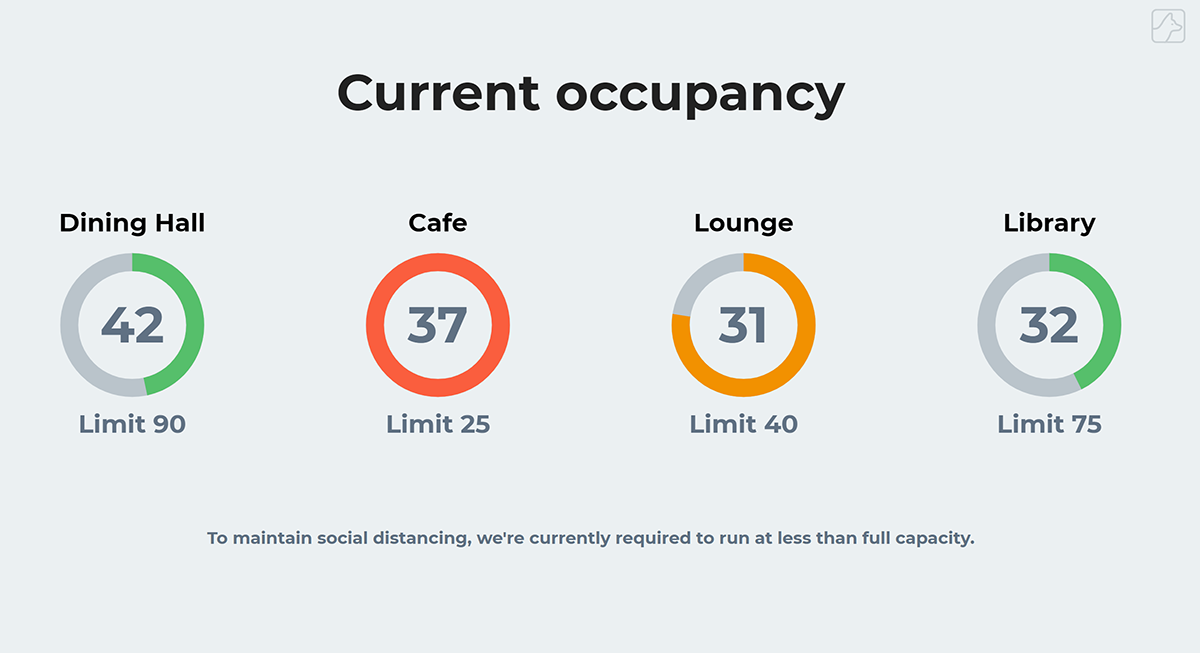 Current occupancy
Dining Hall
Cafe
Lounge
Library
42
37
31
32
Limit 90
Limit 25
Limit 40
Limit 75
To maintain social distancing, we're currently required to run at less than full capacity.